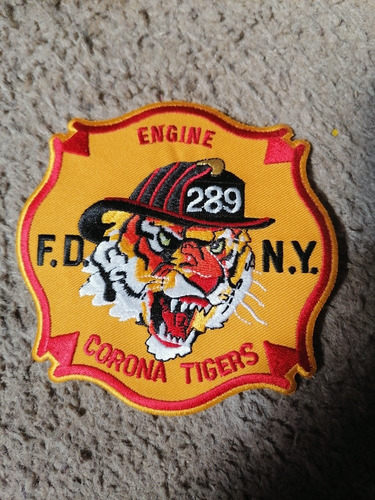 ENGINE
289
F.D. N.Y.
CORONA TIGERS